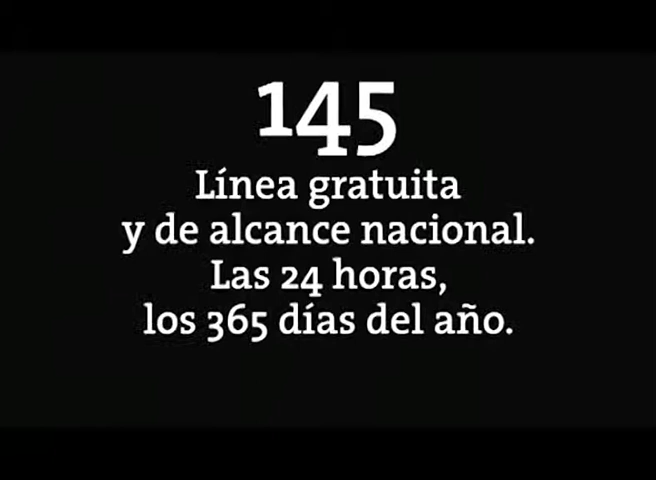 145
Línea gratuita
y de alcance nacional.
Las 24 horas,
los 365 días del año.